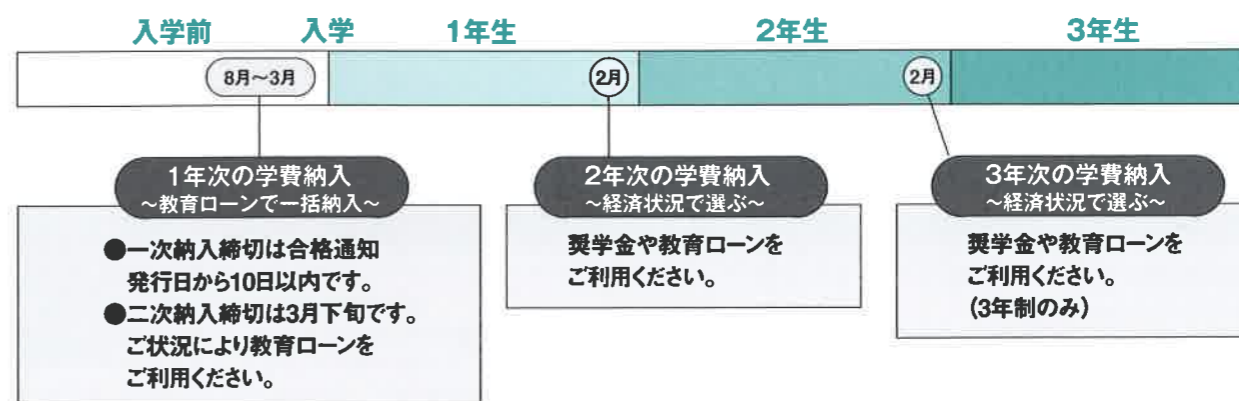 入学前 入学 1年生 2年生 3年生
8月～3月 2月 2月
1年次の学費納入
～教育ローンで一括納入～
●一次納入締切は合格通知
発行日から10日以内です。
●二次納入締切は3月下旬です。
ご状況により教育ローンを
ご利用ください。
2年次の学費納入
～経済状況で選ぶ～
奨学金や教育ローンを
ご利用ください。
3年次の学費納入
～経済状況で選ぶ～
奨学金や教育ローンを
ご利用ください。
(3年制のみ)